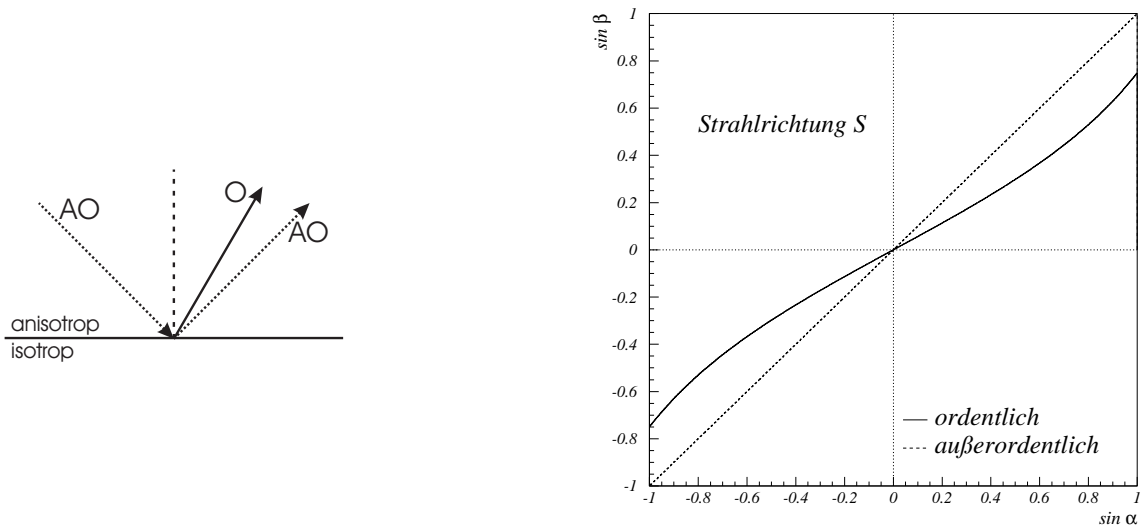 AO
O
AO
anisotrop
isotrop
sin β
1
0.8
0.6
0.4
0.2
0
-0.2
-0.4
-0.6
-0.8
-1
Strahlrichtung S
ordentlich
außerordentlich
-1 -0.8 -0.6 -0.4 -0.2 0 0.2 0.4 0.6 0.8 1
sin α